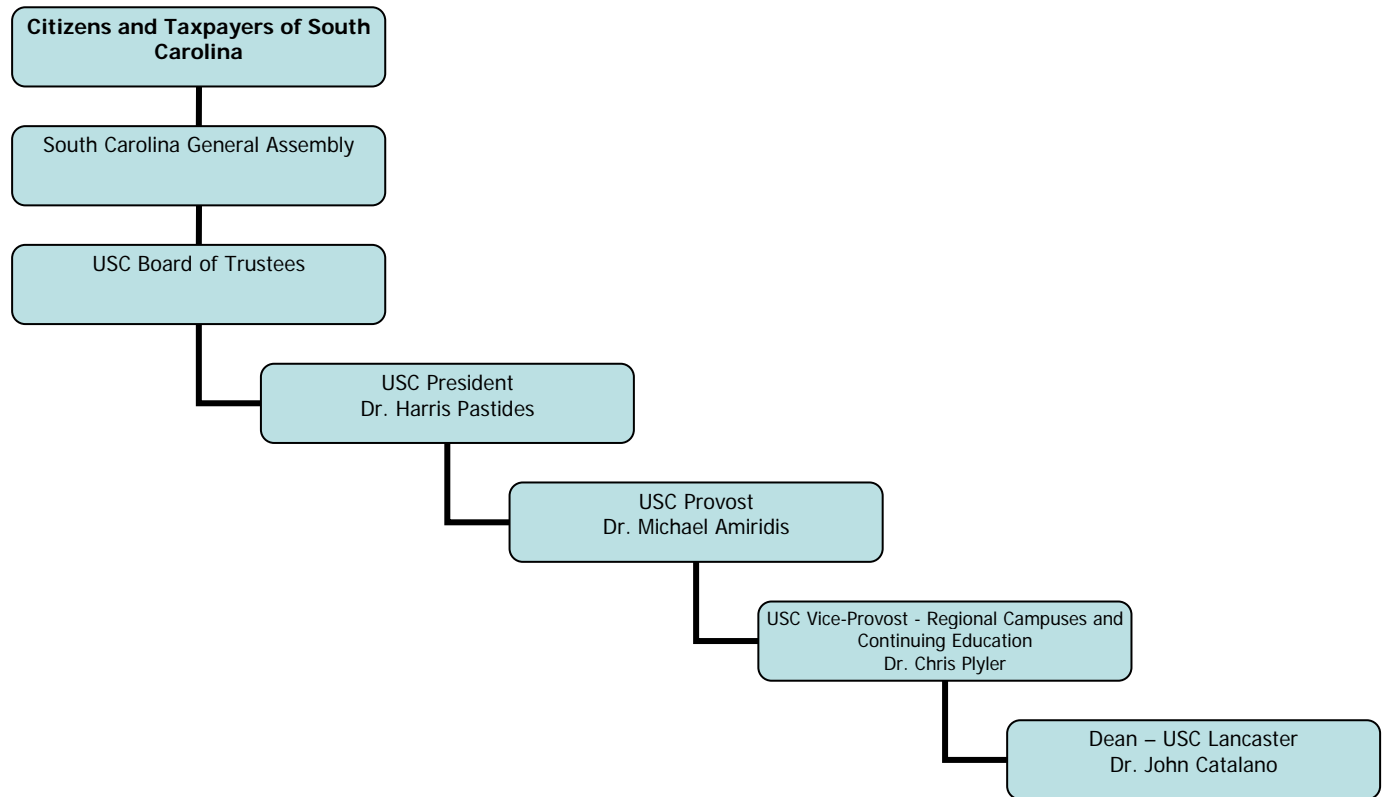 Citizens and Taxpayers of South
Carolina
South Carolina General Assembly
USC Board of Trustees
USC President
Dr. Harris Pastides
USC Provost
Dr. Michael Amiridis
USC Vice-Provost - Regional Campuses and
Continuing Education
Dr. Chris Plyler
Dean – USC Lancaster
Dr. John Catalano